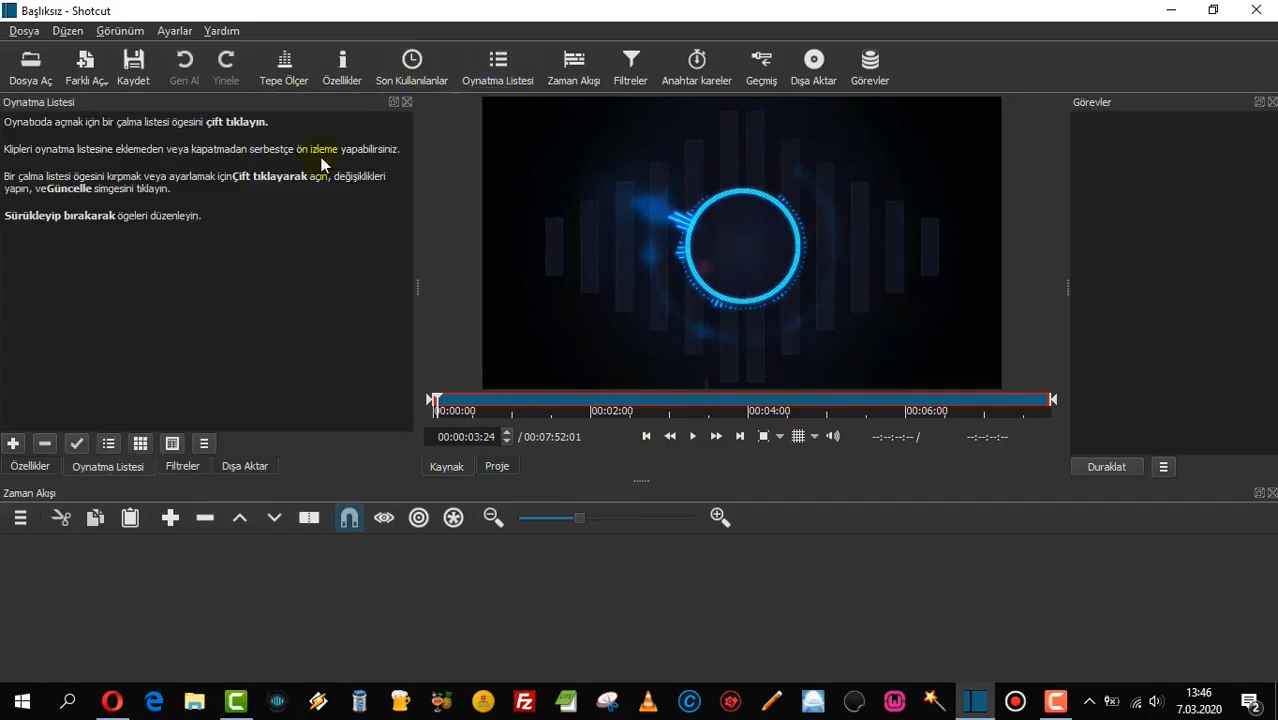 Başlıksız - Shotcut
Dosya Düzen Görünüm Ayarlar Yardım
Dosya Aç Farklı Aç.. Kaydet Geri Al Yinele Tepe Ölçer Özellikler Son Kullanılanlar Oynatma Listesi Zaman Akışı Filtreler Anahtar kareler Geçmiş Dışa Aktar Görevler
Oynatma Listesi
Görevler
Oynatıcıda açmak için bir çalma listesi ögesini çift tıklayın.
Klipleri oynatma listesine eklemeden veya kapatmadan serbestçe ön izleme yapabilirsiniz.
Bir çalma listesi ögesini kırpmak veya ayarlamak içinÇift tıklayarak açın, değişiklikleri
yapın, veGüncelle simgesini tıklayın.
Sürükleyip bırakarak ögeleri düzenleyin.
00:00:00 00:02:00 00:04:00 00:06:00
00:00:03:24 / 00:07:52:01 --:--:--:-- / --:--:--:--
Özellikler Oynatma Listesi Filtreler Dışa Aktar Kaynak Proje Duraklat
Zaman Akışı
13:46
7.03.2020
2